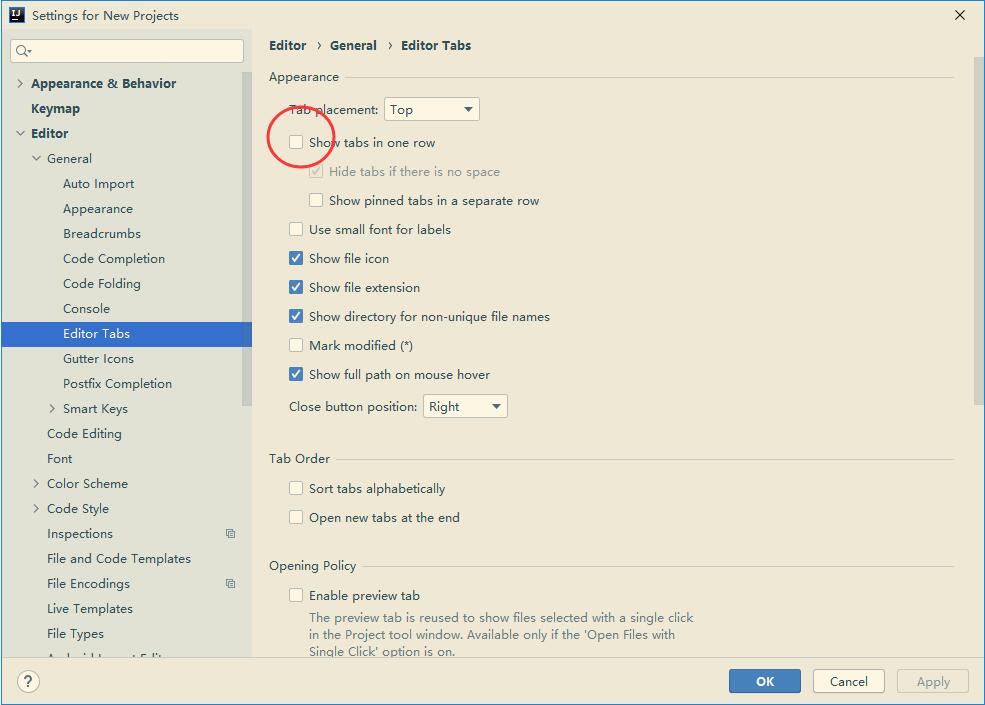 IJ Settings for New Projects
Appearance & Behavior
Keymap
Editor
General
Auto Import
Appearance
Breadcrumbs
Code Completion
Code Folding
Console
Editor Tabs
Gutter Icons
Postfix Completion
Smart Keys
Code Editing
Font
Color Scheme
Code Style
Inspections
File and Code Templates
File Encodings
Live Templates
File Types
Editor › General › Editor Tabs
Appearance
Tab placement: Top
Show tabs in one row
Hide tabs if there is no space
Show pinned tabs in a separate row
Use small font for labels
Show file icon
Show file extension
Show directory for non-unique file names
Mark modified (*)
Show full path on mouse hover
Close button position: Right
Tab Order
Sort tabs alphabetically
Open new tabs at the end
Opening Policy
Enable preview tab
The preview tab is reused to show files selected with a single click
in the Project tool window. Available only if the 'Open Files with
Single Click' option is on.
? OK Cancel Apply